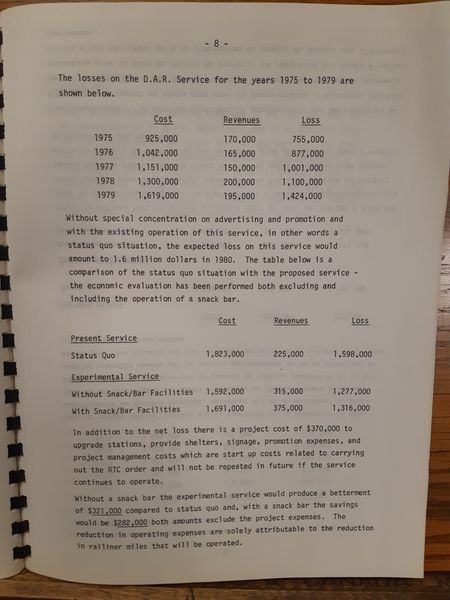 - 8 -
The losses on the D.A.R. Service for the years 1975 to 1979 are
shown below.
Cost Revenues Loss
1975 925,000 170,000 755,000
1976 1,042,000 165,000 877,000
1977 1,151,000 150,000 1,001,000
1978 1,300,000 200,000 1,100,000
1979 1,619,000 195,000 1,424,000
Without special concentration on advertising and promotion and
with the existing operation of this service, in other words a
status quo situation, the expected loss on this service would
amount to 1.6 million dollars in 1980. The table below is a
comparison of the status quo situation with the proposed service -
the economic evaluation has been performed both excluding and
including the operation of a snack bar.
Cost Revenues Loss
Present Service
Status Quo 1,823,000 225,000 1,598,000
Experimental Service
Without Snack/Bar Facilities 1,592,000 315,000 1,277,000
With Snack/Bar Facilities 1,691,000 375,000 1,316,000
In addition to the net loss there is a project cost of $370,000 to
upgrade stations, provide shelters, signage, promotion expenses, and
project management costs which are start up costs related to carrying
out the RTC order and will not be repeated in future if the service
continues to operate.
Without a snack bar the experimental service would produce a betterment
of $321,000 compared to status quo and, with a snack bar the savings
would be $282,000 both amounts exclude the project expenses. The
reduction in operating expenses are solely attributable to the reduction
in railiner miles that will be operated.